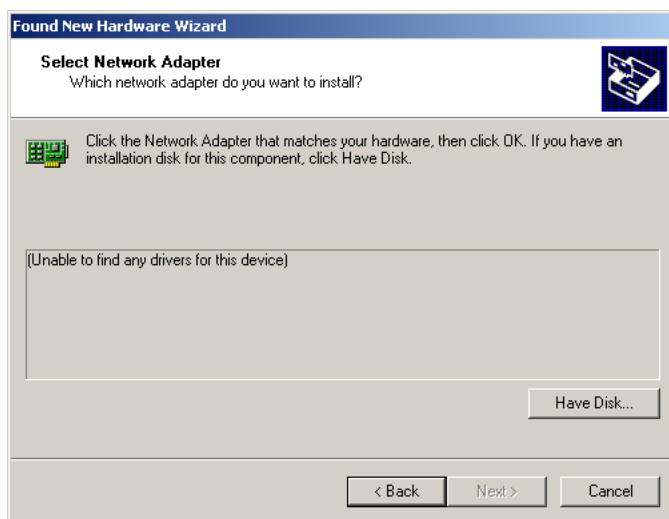 Found New Hardware Wizard
Select Network Adapter
Which network adapter do you want to install?
Click the Network Adapter that matches your hardware, then click OK. If you have an
installation disk for this component, click Have Disk.
(Unable to find any drivers for this device)
Have Disk...
< Back
Next >
Cancel